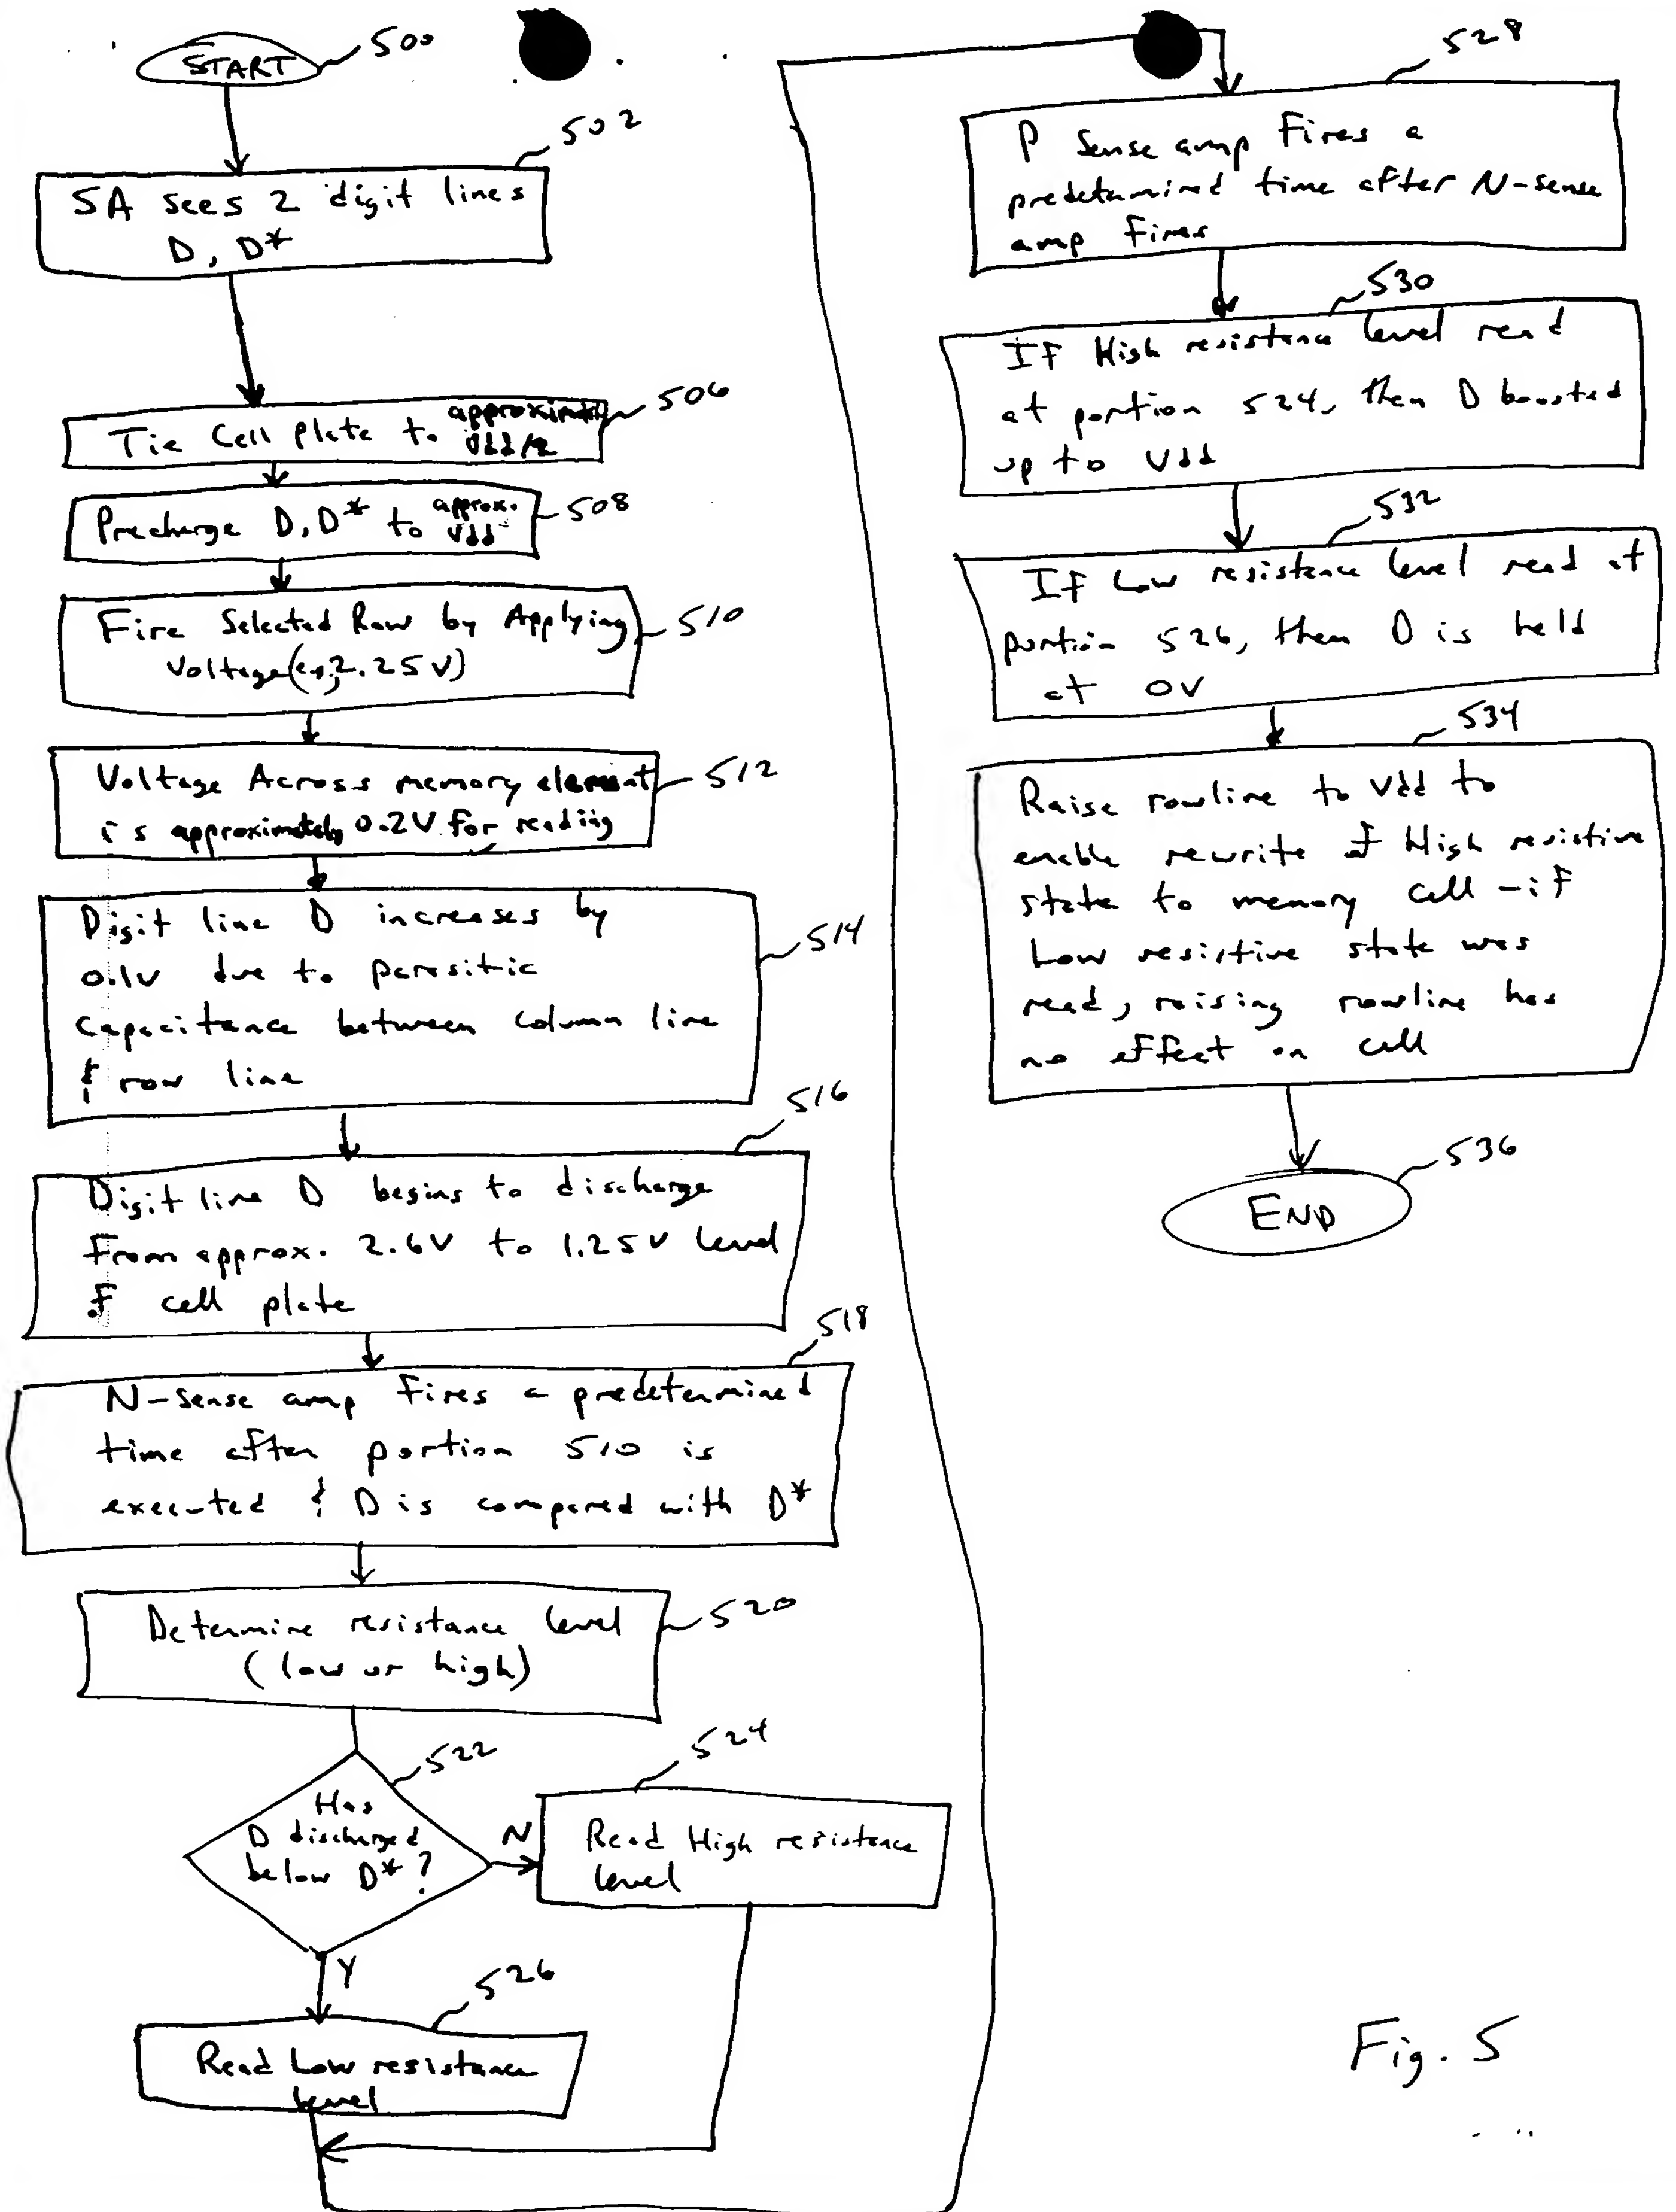 START
500
502
SA sees 2 digit lines
D, D*
506
Tie Cell plate to approximately
Vdd/2
Precharge D, D* to approx.
Vdd
508
Fire Selected Row by Applying
Voltage (e.g., 2.25V)
510
Voltage Across memory element
is approximately 0.2V for reading
512
Digit line D increases by
0.1V due to parasitic
capacitance between column line
& row line
514
516
Digit line D begins to discharge
from approx. 2.6V to 1.25V level
of cell plate
518
N-sense amp fires a predetermined
time after portion 510 is
executed & D is compared with D*
Determine resistance level
(low or high)
520
522
Has
D discharged
below D*?
N
Y
524
Read High resistance
level
526
Read Low resistance
level
528
P Sense amp fires a
predetermined time after N-sense
amp fires
530
If High resistance level read
at portion 524, then D boosted
up to Vdd
532
If Low resistance level read at
portion 526, then D is held
at 0V
534
Raise rowline to Vdd to
enable rewrite of High resistive
state to memory cell - if
Low resistive state was
read, raising rowline has
no effect on cell
536
END
Fig. 5